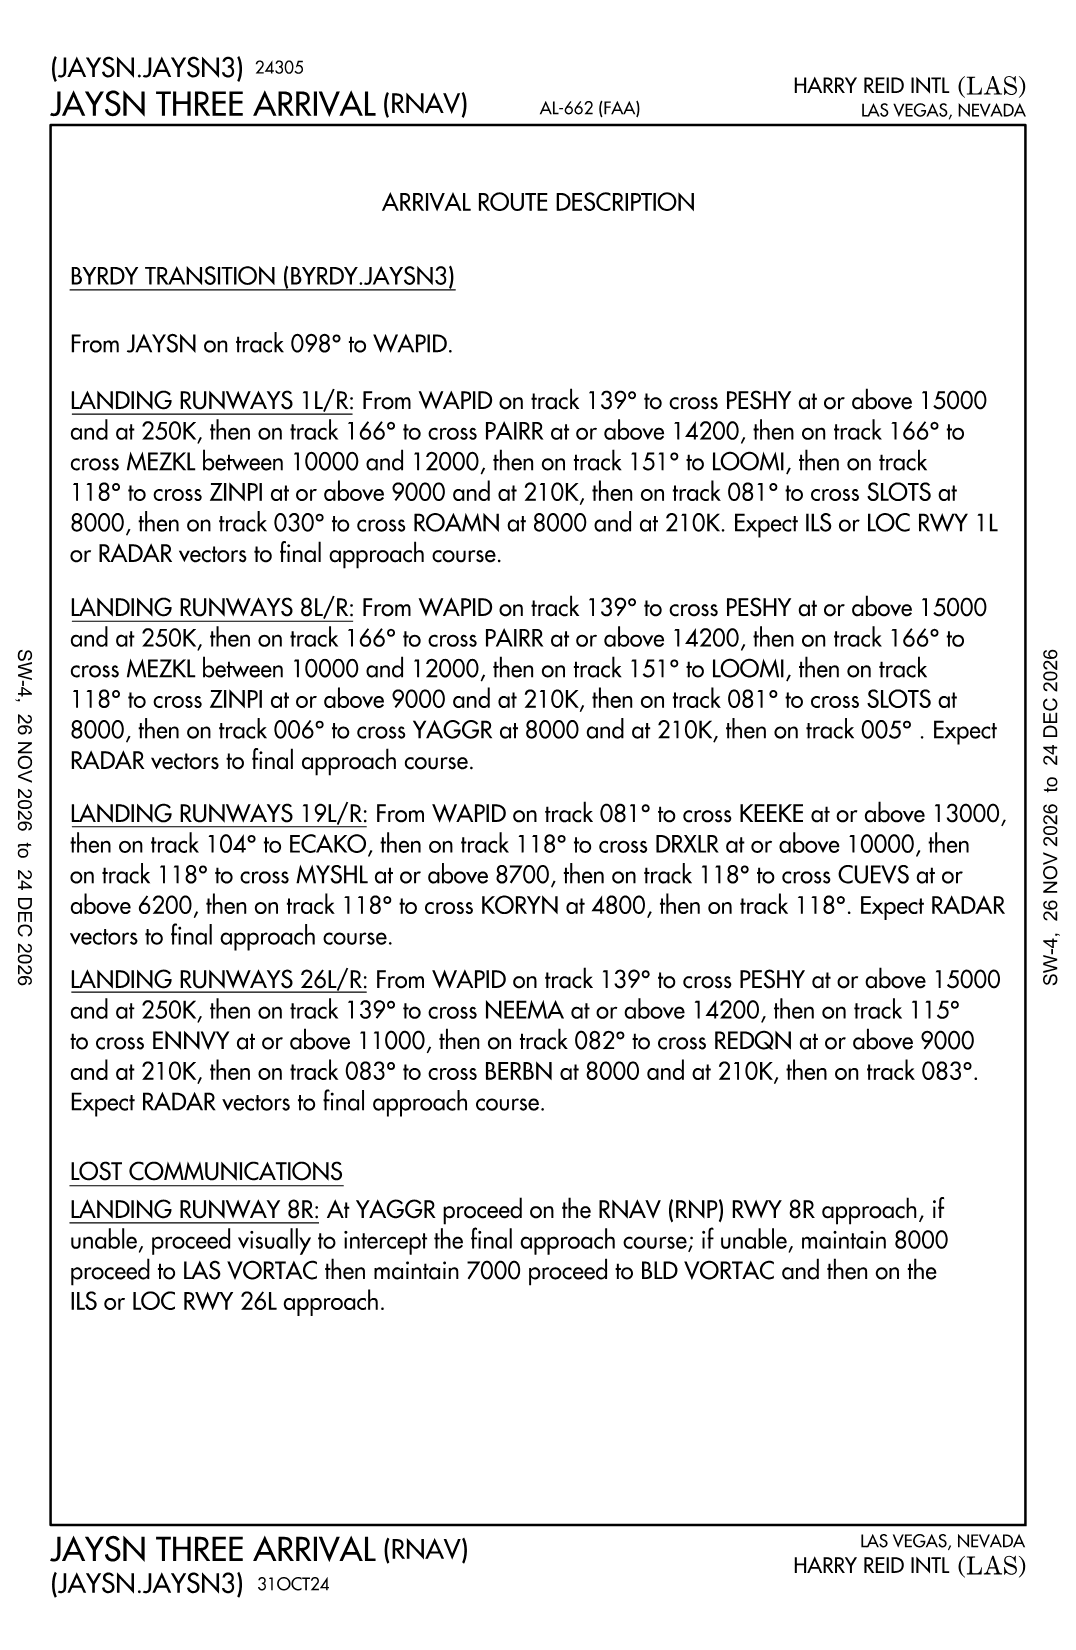 (JAYSN.JAYSN3) 24305
JAYSN THREE ARRIVAL (RNAV)
AL-662 (FAA)
HARRY REID INTL (LAS)
LAS VEGAS, NEVADA
ARRIVAL ROUTE DESCRIPTION
BYRDY TRANSITION (BYRDY.JAYSN3)
From JAYSN on track 098° to WAPID.
LANDING RUNWAYS 1L/R: From WAPID on track 139° to cross PESHY at or above 15000
and at 250K, then on track 166° to cross PAIRR at or above 14200, then on track 166° to
cross MEZKL between 10000 and 12000, then on track 151° to LOOMI, then on track
118° to cross ZINPI at or above 9000 and at 210K, then on track 081° to cross SLOTS at
8000, then on track 030° to cross ROAMN at 8000 and at 210K. Expect ILS or LOC RWY 1L
or RADAR vectors to final approach course.
LANDING RUNWAYS 8L/R: From WAPID on track 139° to cross PESHY at or above 15000
and at 250K, then on track 166° to cross PAIRR at or above 14200, then on track 166° to
cross MEZKL between 10000 and 12000, then on track 151° to LOOMI, then on track
118° to cross ZINPI at or above 9000 and at 210K, then on track 081° to cross SLOTS at
8000, then on track 006° to cross YAGGR at 8000 and at 210K, then on track 005° . Expect
RADAR vectors to final approach course.
LANDING RUNWAYS 19L/R: From WAPID on track 081° to cross KEEKE at or above 13000,
then on track 104° to ECAKO, then on track 118° to cross DRXLR at or above 10000, then
on track 118° to cross MYSHL at or above 8700, then on track 118° to cross CUEVS at or
above 6200, then on track 118° to cross KORYN at 4800, then on track 118°. Expect RADAR
vectors to final approach course.
LANDING RUNWAYS 26L/R: From WAPID on track 139° to cross PESHY at or above 15000
and at 250K, then on track 139° to cross NEEMA at or above 14200, then on track 115°
to cross ENNVY at or above 11000, then on track 082° to cross REDQN at or above 9000
and at 210K, then on track 083° to cross BERBN at 8000 and at 210K, then on track 083°.
Expect RADAR vectors to final approach course.
LOST COMMUNICATIONS
LANDING RUNWAY 8R: At YAGGR proceed on the RNAV (RNP) RWY 8R approach, if
unable, proceed visually to intercept the final approach course; if unable, maintain 8000
proceed to LAS VORTAC then maintain 7000 proceed to BLD VORTAC and then on the
ILS or LOC RWY 26L approach.
SW-4, 26 NOV 2026 to 24 DEC 2026
SW-4, 26 NOV 2026 to 24 DEC 2026
JAYSN THREE ARRIVAL (RNAV)
(JAYSN.JAYSN3) 31OCT24
LAS VEGAS, NEVADA
HARRY REID INTL (LAS)